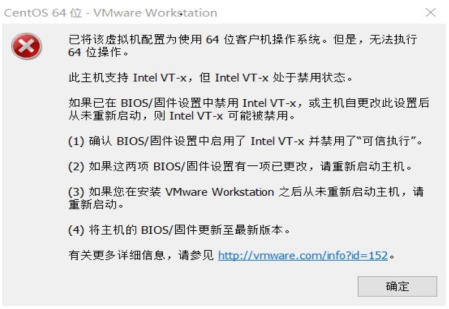 CentOS 64 位 - VMware Workstation
已将该虚拟机配置为使用 64 位客户机操作系统。但是，无法执行
64 位操作。
此主机支持 Intel VT-x，但 Intel VT-x 处于禁用状态。
如果已在 BIOS/固件设置中禁用 Intel VT-x，或主机自更改此设置后
从未重新启动，则 Intel VT-x 可能被禁用。
(1) 确认 BIOS/固件设置中启用了 Intel VT-x 并禁用了“可信执行”。
(2) 如果这两项 BIOS/固件设置有一项已更改，请重新启动主机。
(3) 如果您在安装 VMware Workstation 之后从未重新启动主机，请
重新启动。
(4) 将主机的 BIOS/固件更新至最新版本。
有关更多详细信息，请参见 http://vmware.com/info?id=152。
确定